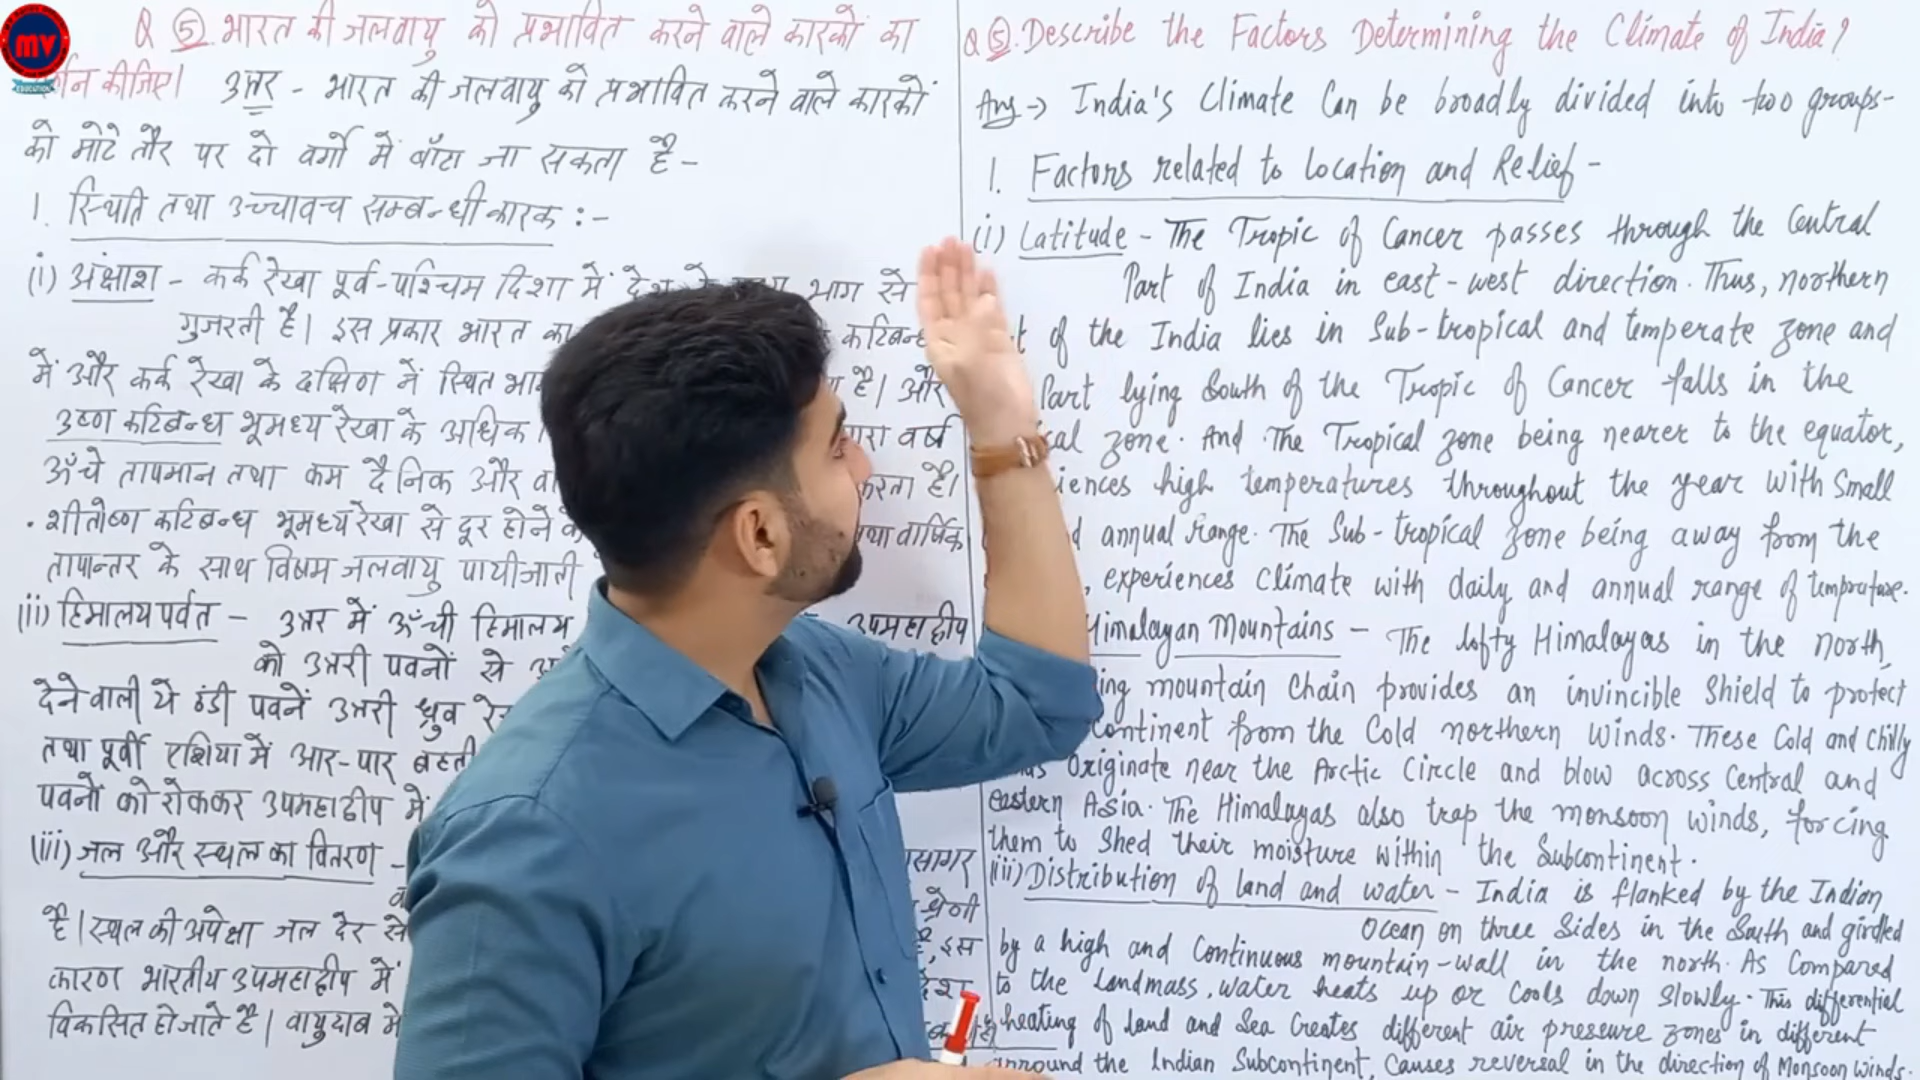 MV
EDUCATION
Q ⑤. भारत की जलवायु को प्रभावित करने वाले कारकों का
कीजिए। उत्तर - भारत की जलवायु को प्रभावित करने वाले कारकों
को मोटे तौर पर दो वर्गों में बाँटा जा सकता है -
1. स्थिति तथा उच्चावच सम्बन्धी कारक :-
(i) अंक्षाश - कर्क रेखा पूर्व-पश्चिम दिशा में भाग से
गुजरती है। इस प्रकार भारत का
में और कर्क रेखा के दक्षिण में स्थित है। और
उष्ण कटिबन्ध भूमध्य रेखा के अधिक वर्ष
ऊँचे तापमान तथा कम दैनिक और करता है।
• शीतोष्ण कटिबन्ध भूमध्य रेखा से दूर होने तथा वार्षिक
तापान्तर के साथ विषम जलवायु पायी जाती
(ii) हिमालय पर्वत - उत्तर में ऊँची हिमालय उपमहाद्वीप
को उत्तरी पवनों से
देने वाली ये ठंडी पवनें उत्तरी ध्रुव
तथा पूर्वी एशिया में आर-पार बहती
पवनों को रोककर उपमहाद्वीप में
(iii) जल और स्थल का वितरण -
है। स्थल की अपेक्षा जल देर से इस
कारण भारतीय उपमहाद्वीप में
विकसित हो जाते है। वायुदाब में
Q ⑤. Describe the Factors Determining the Climate of India?
Ans → India's Climate Can be broadly divided into two groups-
1. Factors related to Location and Relief -
(i) Latitude - The Tropic of Cancer passes through the Central
Part of India in east-west direction. Thus, northern
of the India lies in Sub-tropical and temperate zone and
Part lying South of the Tropic of Cancer falls in the
zone. And The Tropical zone being nearer to the equator,
high temperatures throughout the year with Small
annual range. The Sub-tropical zone being away from the
, experiences Climate with daily and annual range of temprature.
Himalayan Mountains - The lofty Himalayas in the north,
mountain Chain provides an invincible Shield to protect
Continent from the Cold northern Winds. These Cold and Chilly
Originate near the Arctic Circle and blow across Central and
eastern Asia. The Himalayas also trap the monsoon winds, forcing
them to Shed their moisture within the Subcontinent.
(iii) Distribution of land and water - India is flanked by the Indian
Ocean on three Sides in the South and girdled
by a high and Continuous mountain-wall in the north. As Compared
to the Landmass, water heats up or Cools down Slowly. This differential
heating of land and Sea Creates different air pressure zones in different
arround the Indian Subcontinent, Causes reversal in the direction of Monsoon winds.